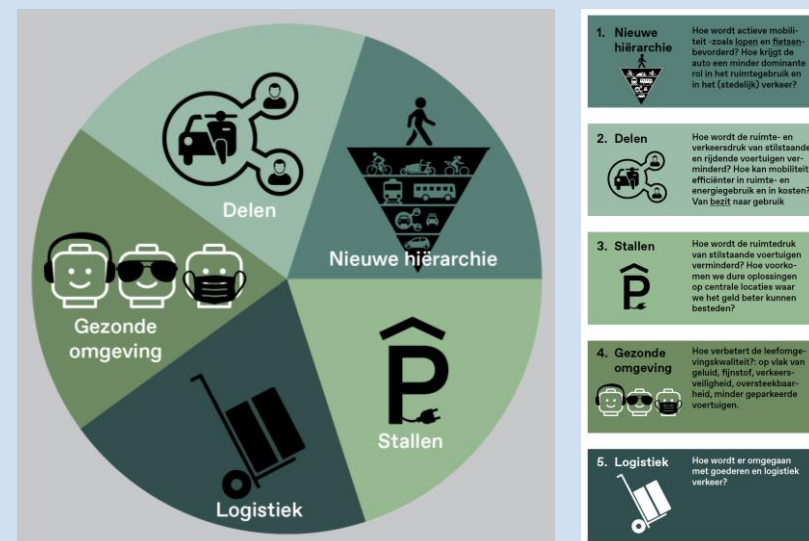 Delen
Nieuwe hiërarchie
Gezonde
omgeving
Stallen
Logistiek
1. Nieuwe
hiërarchie
Hoe wordt actieve mobili-
teit -zoals lopen en fietsen-
bevorderd? Hoe krijgt de
auto een minder dominante
rol in het ruimtegebruik en
in het (stedelijk) verkeer?
2. Delen
Hoe wordt de ruimte- en
verkeersdruk van stilstaande
en rijdende voertuigen ver-
minderd? Hoe kan mobiliteit
efficiënter in ruimte- en
energiegebruik en in kosten?
Van bezit naar gebruik
3. Stallen
Hoe wordt de ruimtedruk
van stilstaande voertuigen
verminderd? Hoe voorko-
men we dure oplossingen
op centrale locaties waar
we het geld beter kunnen
besteden?
4. Gezonde
omgeving
Hoe verbetert de leefomge-
vingskwaliteit?: op vlak van
geluid, fijnstof, verkeers-
veiligheid, oversteekbaar-
heid, minder geparkeerde
voertuigen.
5. Logistiek
Hoe wordt er omgegaan
met goederen en logistiek
verkeer?